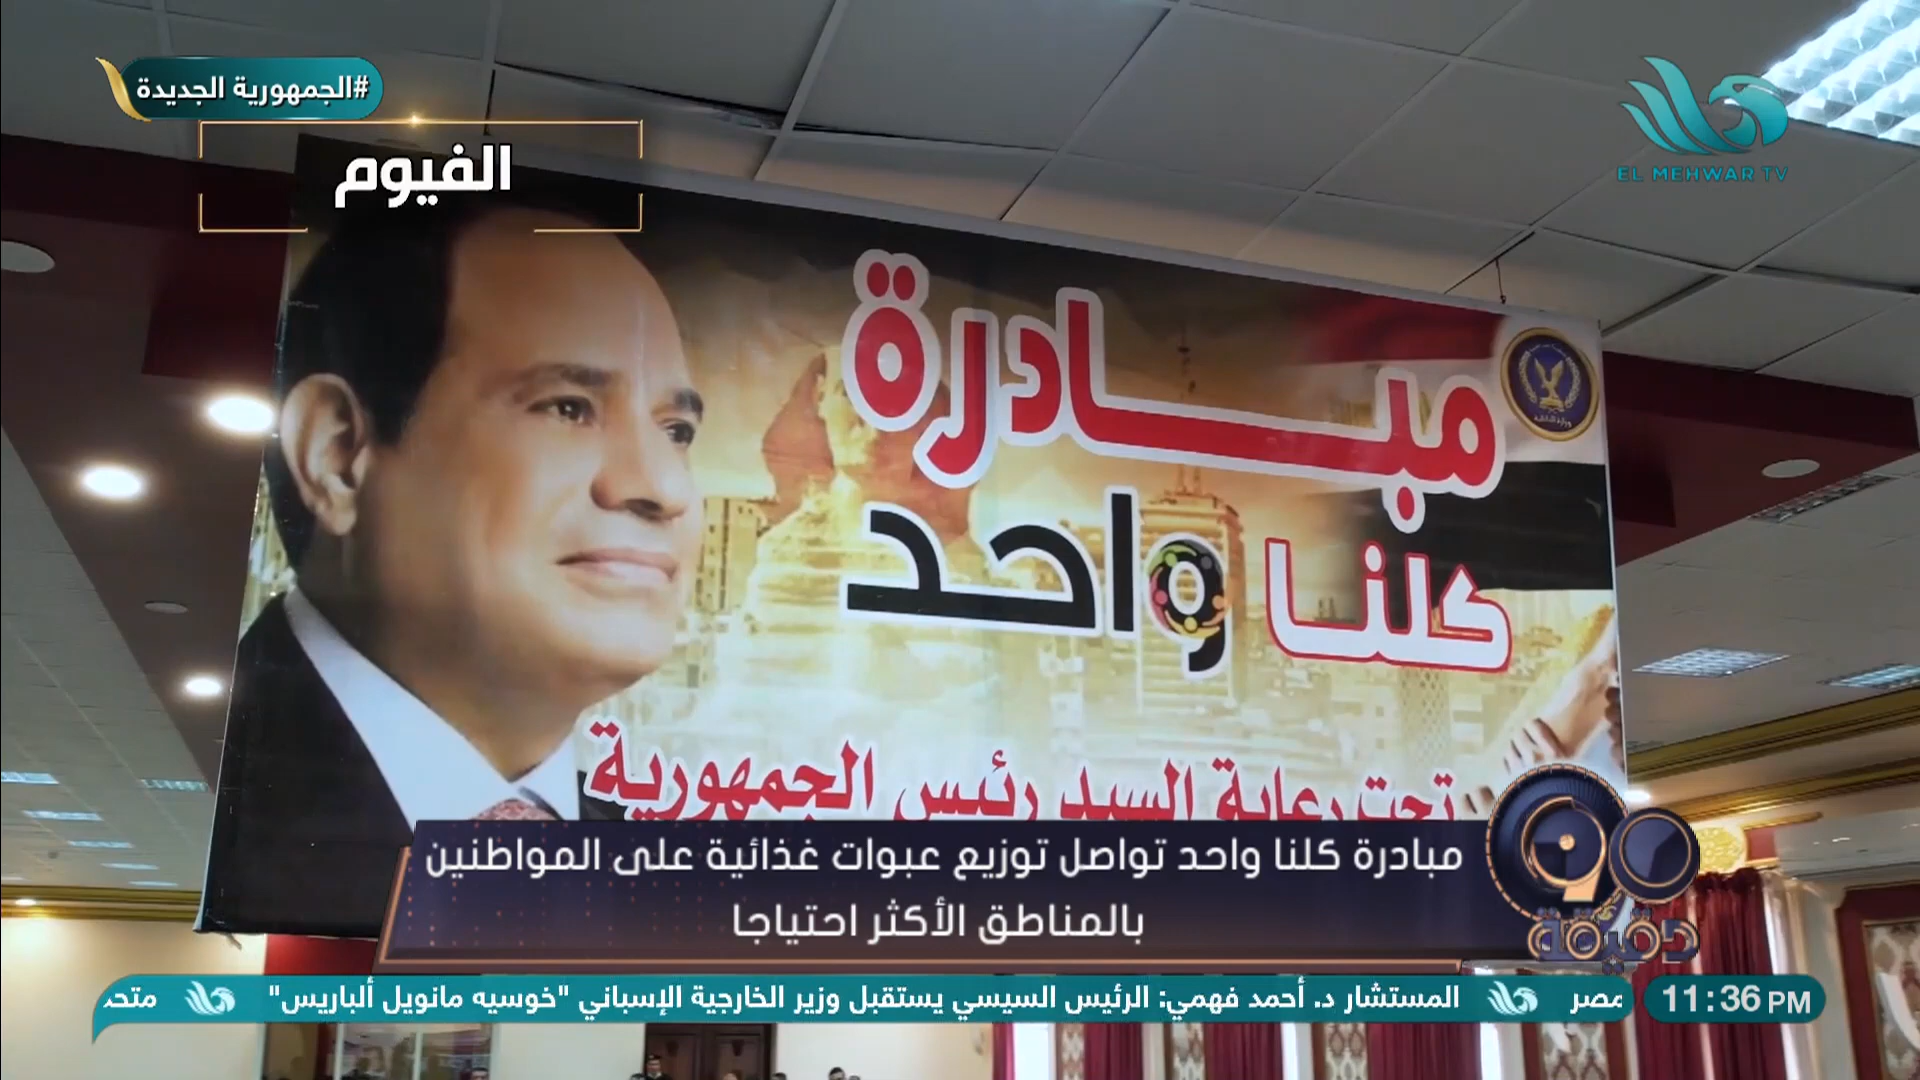 #الجمهورية الجديدة
الفيوم
EL MEHWAR TV
مبادرة
كلنا واحد
تحت رعاية السيد رئيس الجمهورية
وزارة الداخلية
مبادرة كلنا واحد تواصل توزيع عبوات غذائية على المواطنين
بالمناطق الأكثر احتياجا
90
دقيقة
مصر
المستشار د. أحمد فهمي: الرئيس السيسي يستقبل وزير الخارجية الإسباني "خوسيه مانويل ألباريس"
11:36 PM